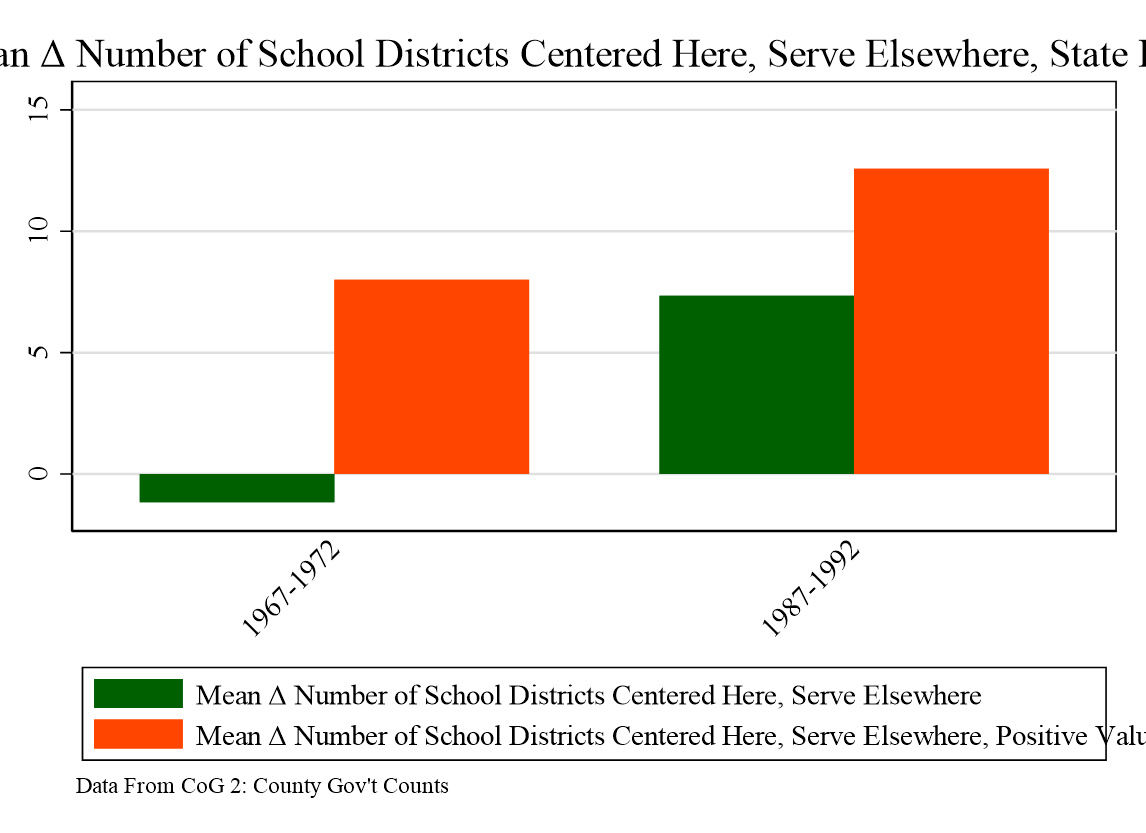 an Δ Number of School Districts Centered Here, Serve Elsewhere, State
15
10
5
0
1967-1972
1987-1992
Mean Δ Number of School Districts Centered Here, Serve Elsewhere
Mean Δ Number of School Districts Centered Here, Serve Elsewhere, Positive Valu
Data From CoG 2: County Gov't Counts